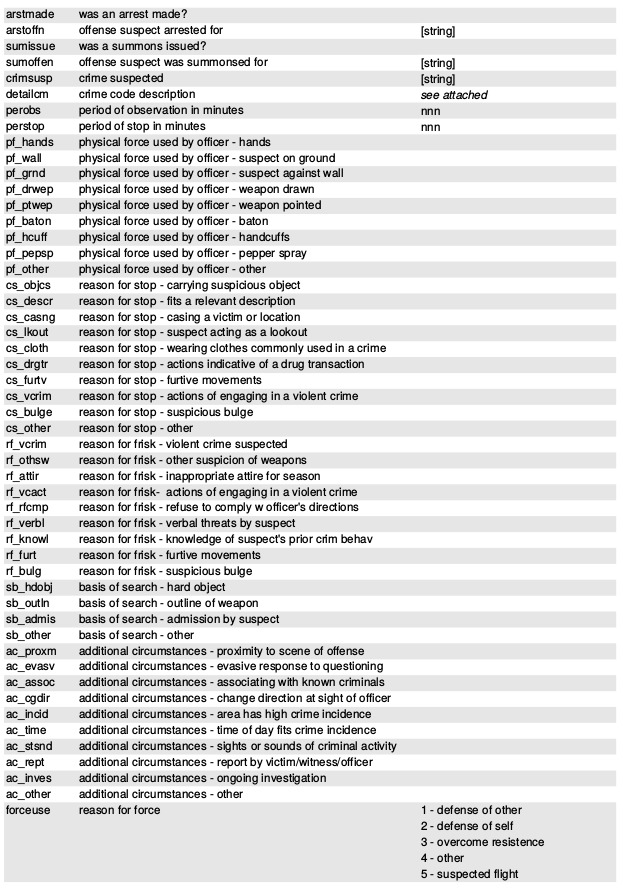 arstmade was an arrest made?
arstoffn offense suspect arrested for [string]
sumissue was a summons issued?
sumoffen offense suspect was summonsed for [string]
crimsusp crime suspected [string]
detailcm crime code description see attached
perobs period of observation in minutes nnn
perstop period of stop in minutes nnn
pf_hands physical force used by officer - hands
pf_wall physical force used by officer - suspect on ground
pf_grnd physical force used by officer - suspect against wall
pf_drwep physical force used by officer - weapon drawn
pf_ptwep physical force used by officer - weapon pointed
pf_baton physical force used by officer - baton
pf_hcuff physical force used by officer - handcuffs
pf_pepsp physical force used by officer - pepper spray
pf_other physical force used by officer - other
cs_objcs reason for stop - carrying suspicious object
cs_descr reason for stop - fits a relevant description
cs_casng reason for stop - casing a victim or location
cs_lkout reason for stop - suspect acting as a lookout
cs_cloth reason for stop - wearing clothes commonly used in a crime
cs_drgtr reason for stop - actions indicative of a drug transaction
cs_furtv reason for stop - furtive movements
cs_vcrim reason for stop - actions of engaging in a violent crime
cs_bulge reason for stop - suspicious bulge
cs_other reason for stop - other
rf_vcrim reason for frisk - violent crime suspected
rf_othsw reason for frisk - other suspicion of weapons
rf_attir reason for frisk - inappropriate attire for season
rf_vcact reason for frisk- actions of engaging in a violent crime
rf_rfcmp reason for frisk - refuse to comply w officer's directions
rf_verbl reason for frisk - verbal threats by suspect
rf_knowl reason for frisk - knowledge of suspect's prior crim behav
rf_furt reason for frisk - furtive movements
rf_bulg reason for frisk - suspicious bulge
sb_hdobj basis of search - hard object
sb_outln basis of search - outline of weapon
sb_admis basis of search - admission by suspect
sb_other basis of search - other
ac_proxm additional circumstances - proximity to scene of offense
ac_evasv additional circumstances - evasive response to questioning
ac_assoc additional circumstances - associating with known criminals
ac_cgdir additional circumstances - change direction at sight of officer
ac_incid additional circumstances - area has high crime incidence
ac_time additional circumstances - time of day fits crime incidence
ac_stsnd additional circumstances - sights or sounds of criminal activity
ac_rept additional circumstances - report by victim/witness/officer
ac_inves additional circumstances - ongoing investigation
ac_other additional circumstances - other
forceuse reason for force 1 - defense of other
2 - defense of self
3 - overcome resistence
4 - other
5 - suspected flight